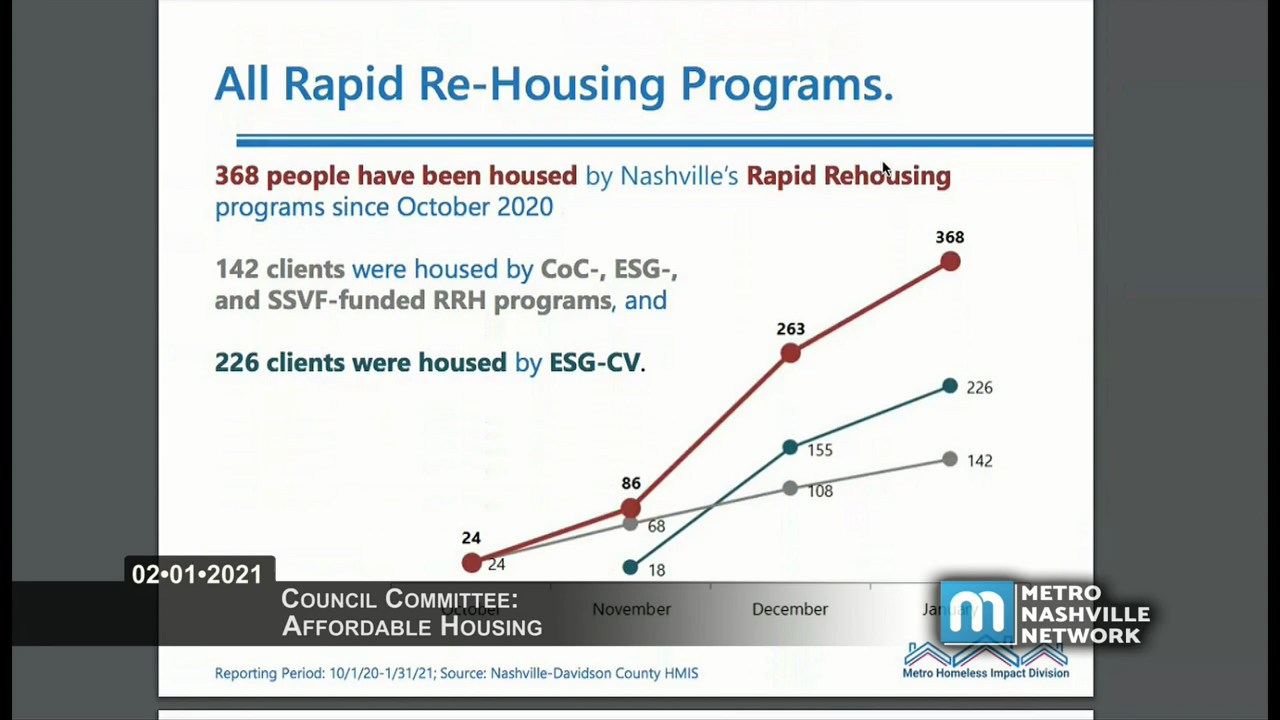 All Rapid Re-Housing Programs.
368 people have been housed by Nashville’s Rapid Rehousing
programs since October 2020
142 clients were housed by CoC-, ESG-,
and SSVF-funded RRH programs, and
226 clients were housed by ESG-CV.
368
263
226
155
142
108
86
68
24
24
18
October November December January
02•01•2021
COUNCIL COMMITTEE:
AFFORDABLE HOUSING
METRO
NASHVILLE
NETWORK
Reporting Period: 10/1/20-1/31/21; Source: Nashville-Davidson County HMIS
Metro Homeless Impact Division